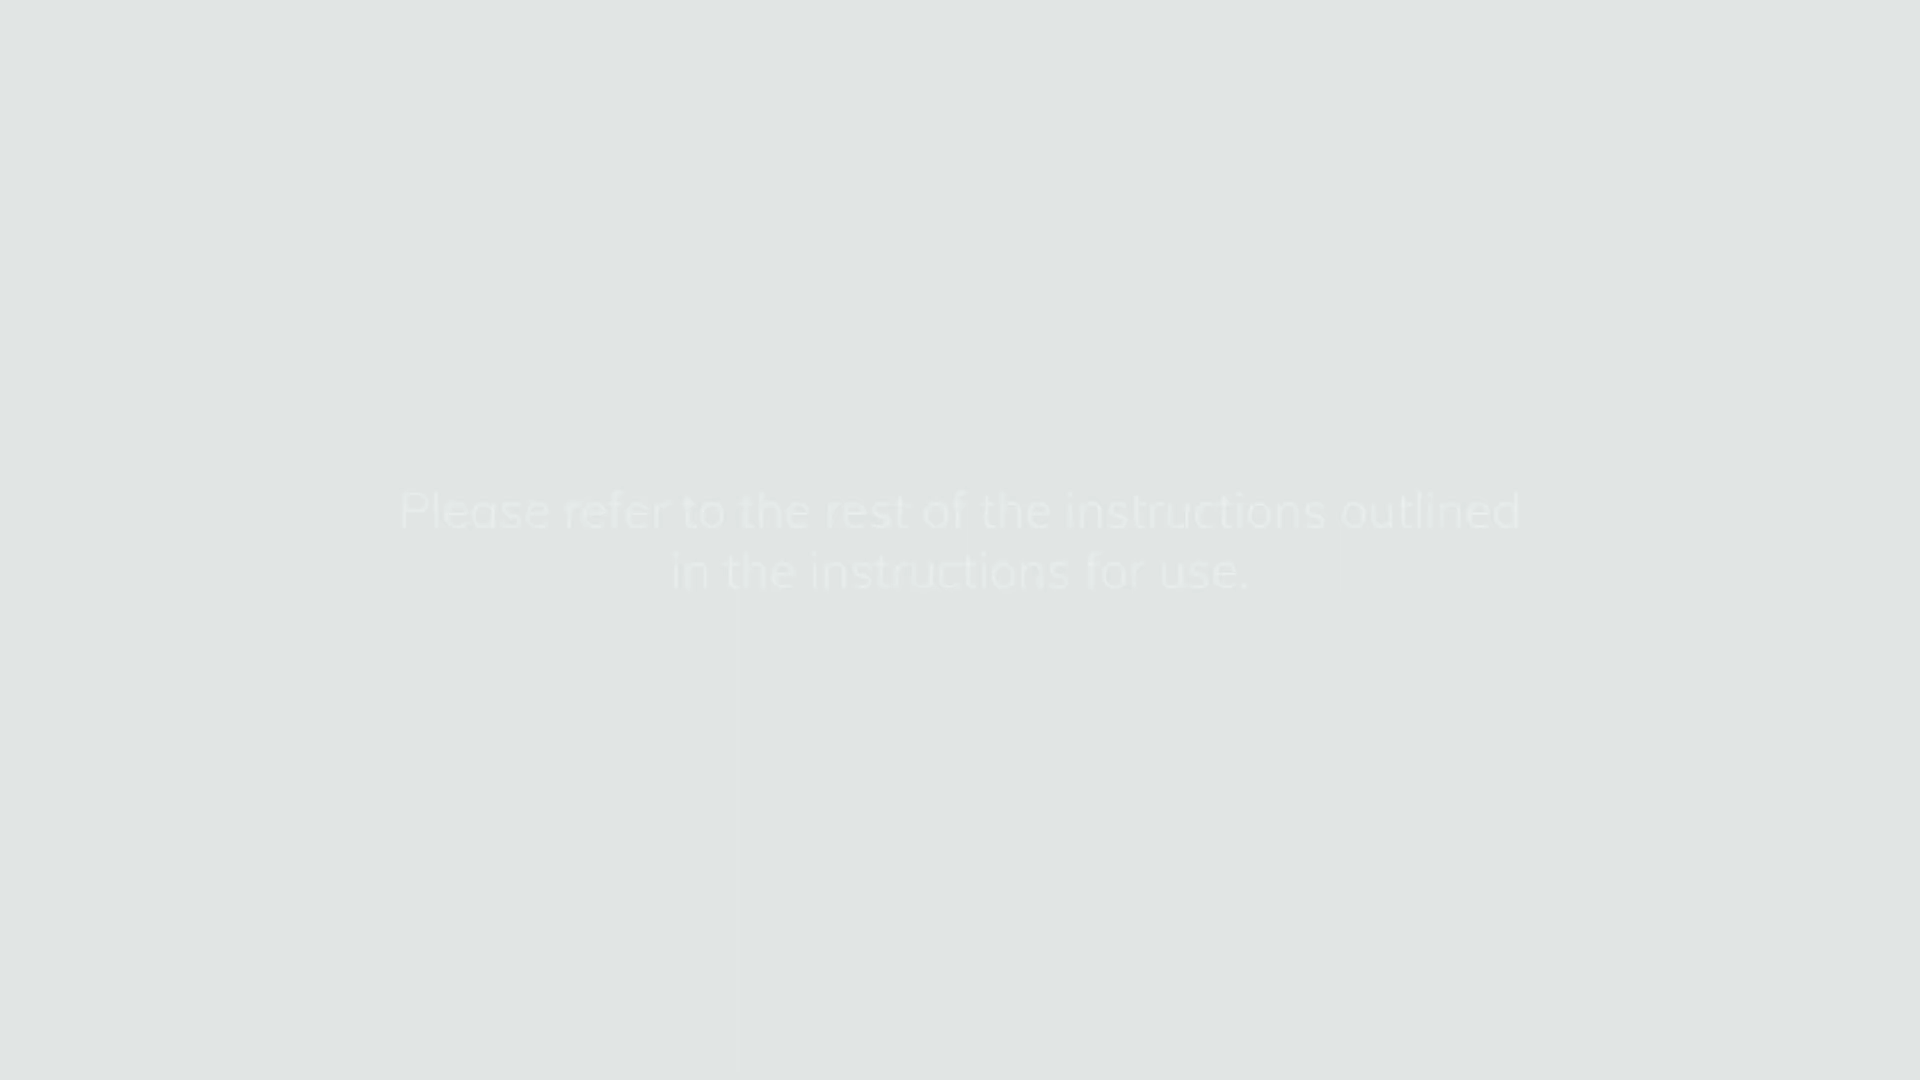 Please refer to the rest of the instructions outlined
in the instructions for use.